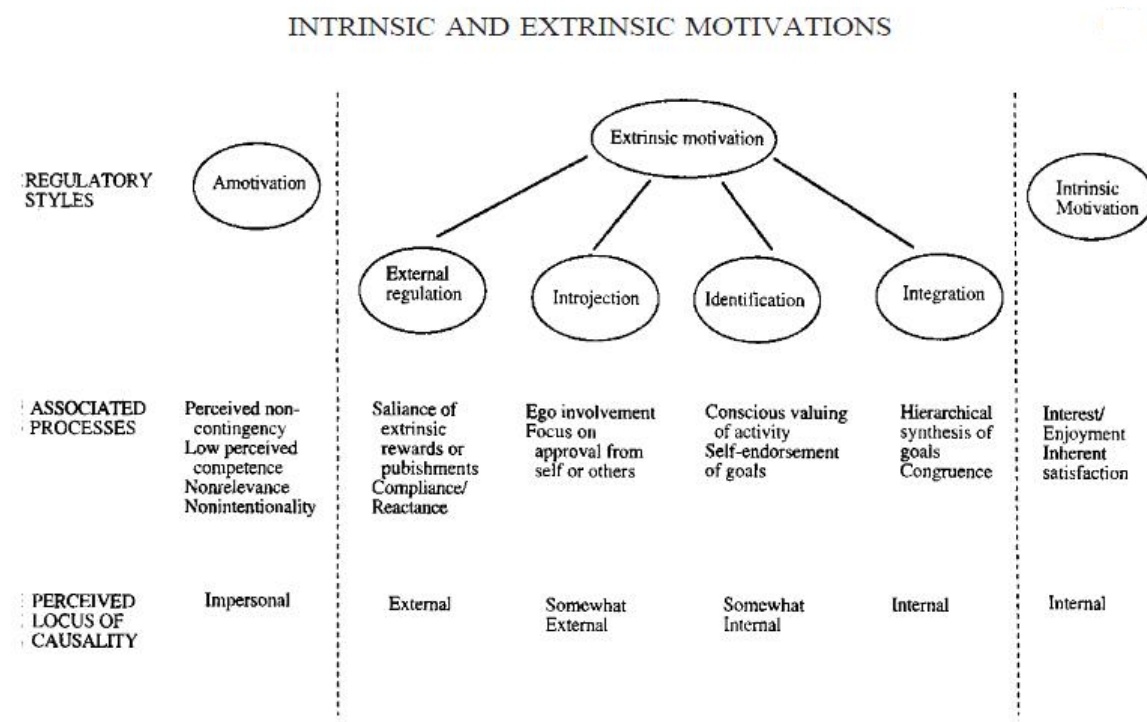 INTRINSIC AND EXTRINSIC MOTIVATIONS
Extrinsic motivation
REGULATORY
STYLES
Amotivation
Intrinsic
Motivation
External
regulation
Introjection
Identification
Integration
ASSOCIATED
PROCESSES
Perceived non-
contingency
Low perceived
competence
Nonrelevance
Nonintentionality
Saliance of
extrinsic
rewards or
pubishments
Compliance/
Reactance
Ego involvement
Focus on
approval from
self or others
Conscious valuing
of activity
Self-endorsement
of goals
Hierarchical
synthesis of
goals
Congruence
Interest/
Enjoyment
Inherent
satisfaction
PERCEIVED
LOCUS OF
CAUSALITY
Impersonal
External
Somewhat
External
Somewhat
Internal
Internal
Internal